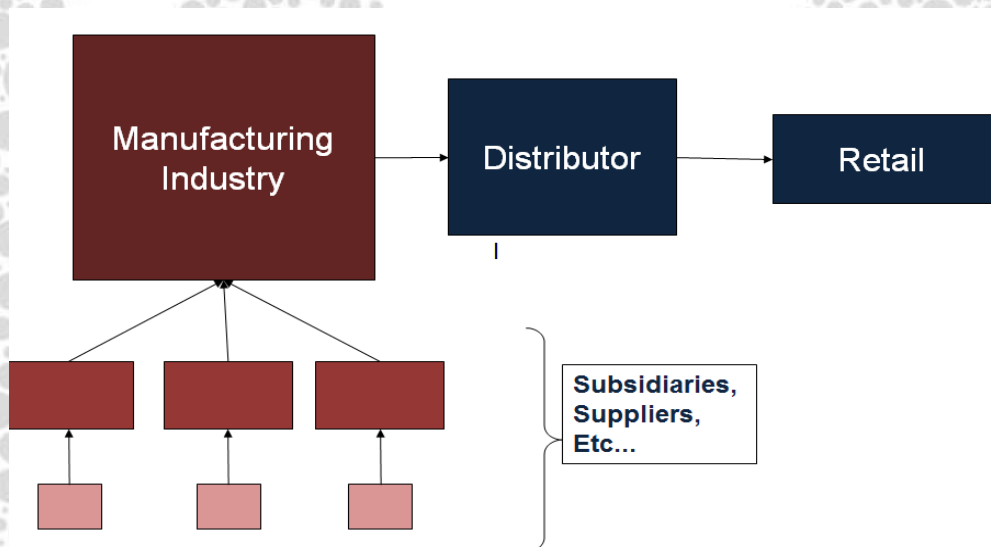 Manufacturing
Industry
Distributor
Retail
Subsidiaries,
Suppliers,
Etc...